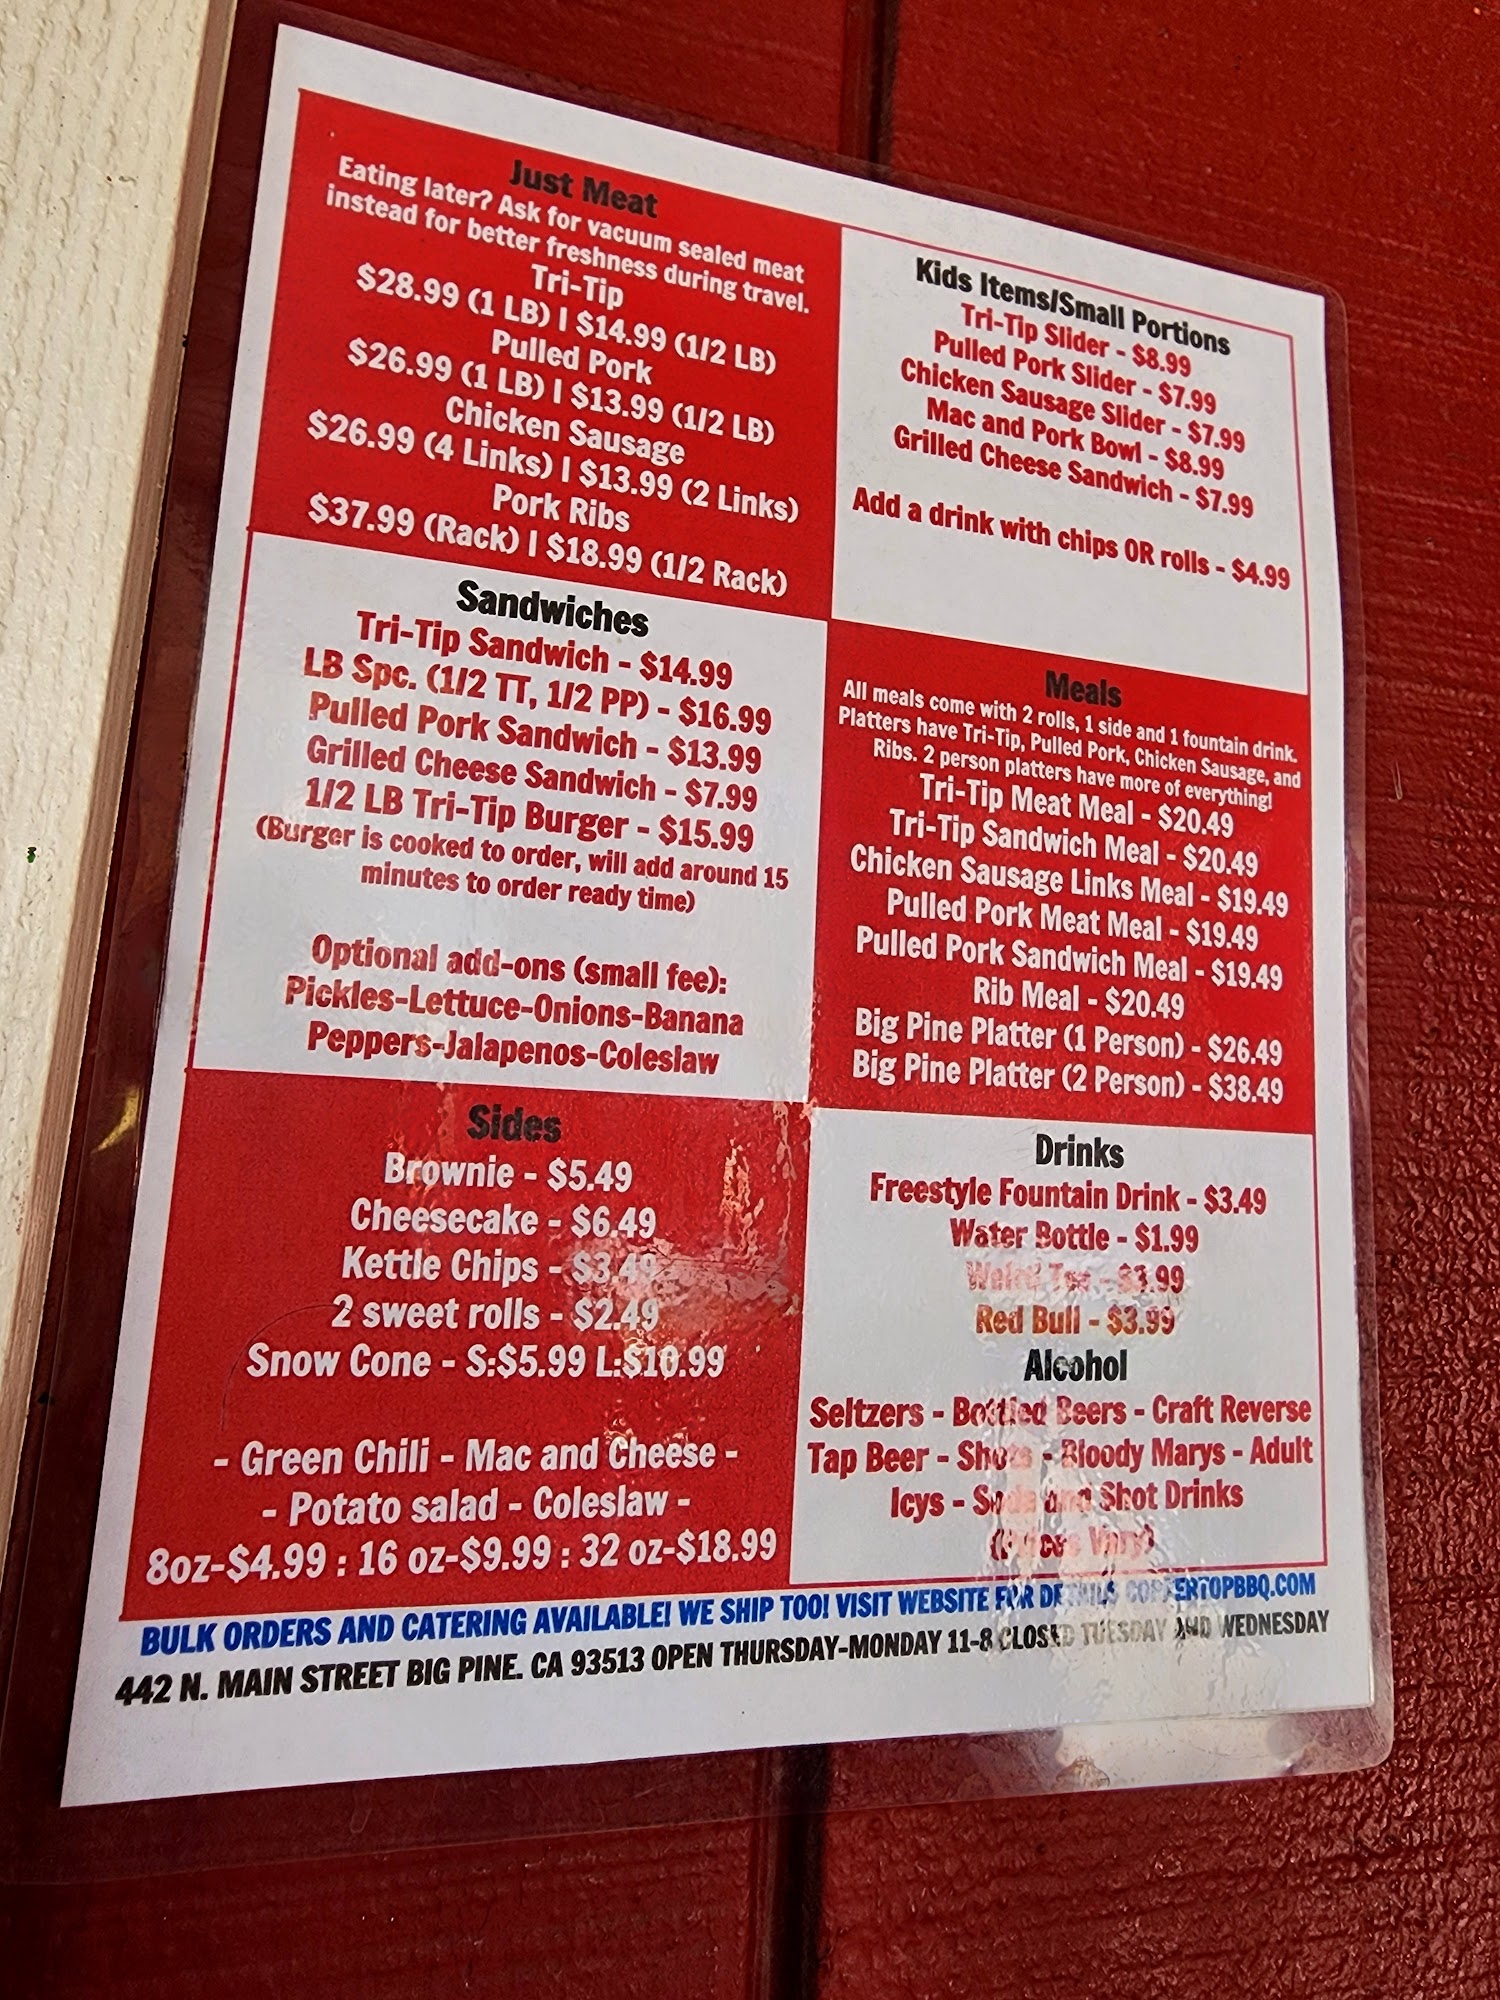 Just Meat
Eating later? Ask for vacuum sealed meat
instead for better freshness during travel.
Tri-Tip
$28.99 (1 LB) | $14.99 (1/2 LB)
Pulled Pork
$26.99 (1 LB) | $13.99 (1/2 LB)
Chicken Sausage
$26.99 (4 Links) | $13.99 (2 Links)
Pork Ribs
$37.99 (Rack) | $18.99 (1/2 Rack)
Kids Items/Small Portions
Tri-Tip Slider - $8.99
Pulled Pork Slider - $7.99
Chicken Sausage Slider - $7.99
Mac and Pork Bowl - $8.99
Grilled Cheese Sandwich - $7.99
Add a drink with chips OR rolls - $4.99
Sandwiches
Tri-Tip Sandwich - $14.99
LB Spc. (1/2 TT, 1/2 PP) - $16.99
Pulled Pork Sandwich - $13.99
Grilled Cheese Sandwich - $7.99
1/2 LB Tri-Tip Burger - $15.99
(Burger is cooked to order, will add around 15
minutes to order ready time)
Optional add-ons (small fee):
Pickles-Lettuce-Onions-Banana
Peppers-Jalapenos-Coleslaw
Meals
All meals come with 2 rolls, 1 side and 1 fountain drink.
Platters have Tri-Tip, Pulled Pork, Chicken Sausage, and
Ribs. 2 person platters have more of everything!
Tri-Tip Meat Meal - $20.49
Tri-Tip Sandwich Meal - $20.49
Chicken Sausage Links Meal - $19.49
Pulled Pork Meat Meal - $19.49
Pulled Pork Sandwich Meal - $19.49
Rib Meal - $20.49
Big Pine Platter (1 Person) - $26.49
Big Pine Platter (2 Person) - $38.49
Sides
Brownie - $5.49
Cheesecake - $6.49
Kettle Chips - $3.49
2 sweet rolls - $2.49
Snow Cone - S:$5.99 L:$10.99
- Green Chili - Mac and Cheese -
- Potato salad - Coleslaw -
8oz-$4.99 : 16 oz-$9.99 : 32 oz-$18.99
Drinks
Freestyle Fountain Drink - $3.49
Water Bottle - $1.99
- $3.99
Red Bull - $3.99
Alcohol
Seltzers - Bottled Beers - Craft Reverse
Tap Beer - Shots - Bloody Marys - Adult
Icys - Soda and Shot Drinks
(Prices Vary)
BULK ORDERS AND CATERING AVAILABLE! WE SHIP TOO! VISIT WEBSITE FOR DETAILS COPPERTOPBBQ.COM
442 N. MAIN STREET BIG PINE. CA 93513 OPEN THURSDAY-MONDAY 11-8 CLOSED TUESDAY AND WEDNESDAY